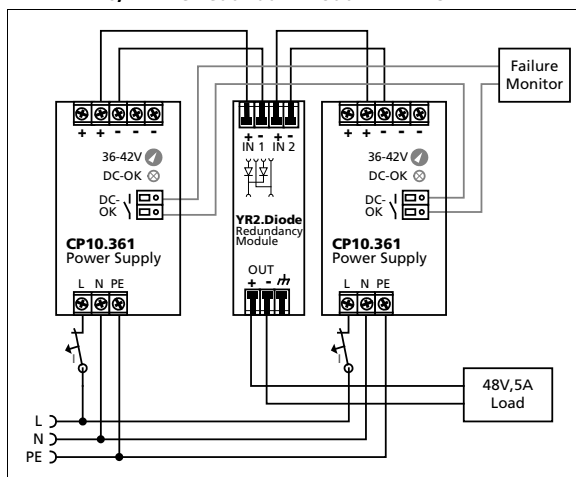 Failure
Monitor
+ + - - -
+ - + -
IN 1 IN 2
+ + - - -
36-42V
DC-OK
DC-
OK
CP10.361
Power Supply
L N PE
YR2.Diode
Redundancy
Module
OUT
+ -
36-42V
DC-OK
DC-
OK
CP10.361
Power Supply
L N PE
I
I
48V,5A
Load
L
N
PE